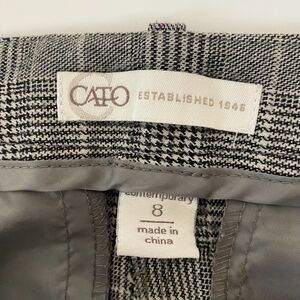 CATO ESTABLISHED 1946
contemporary
8
made in
china